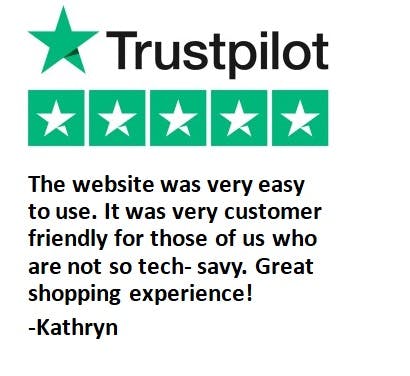 Trustpilot
The website was very easy
to use. It was very customer
friendly for those of us who
are not so tech- savy. Great
shopping experience!
-Kathryn